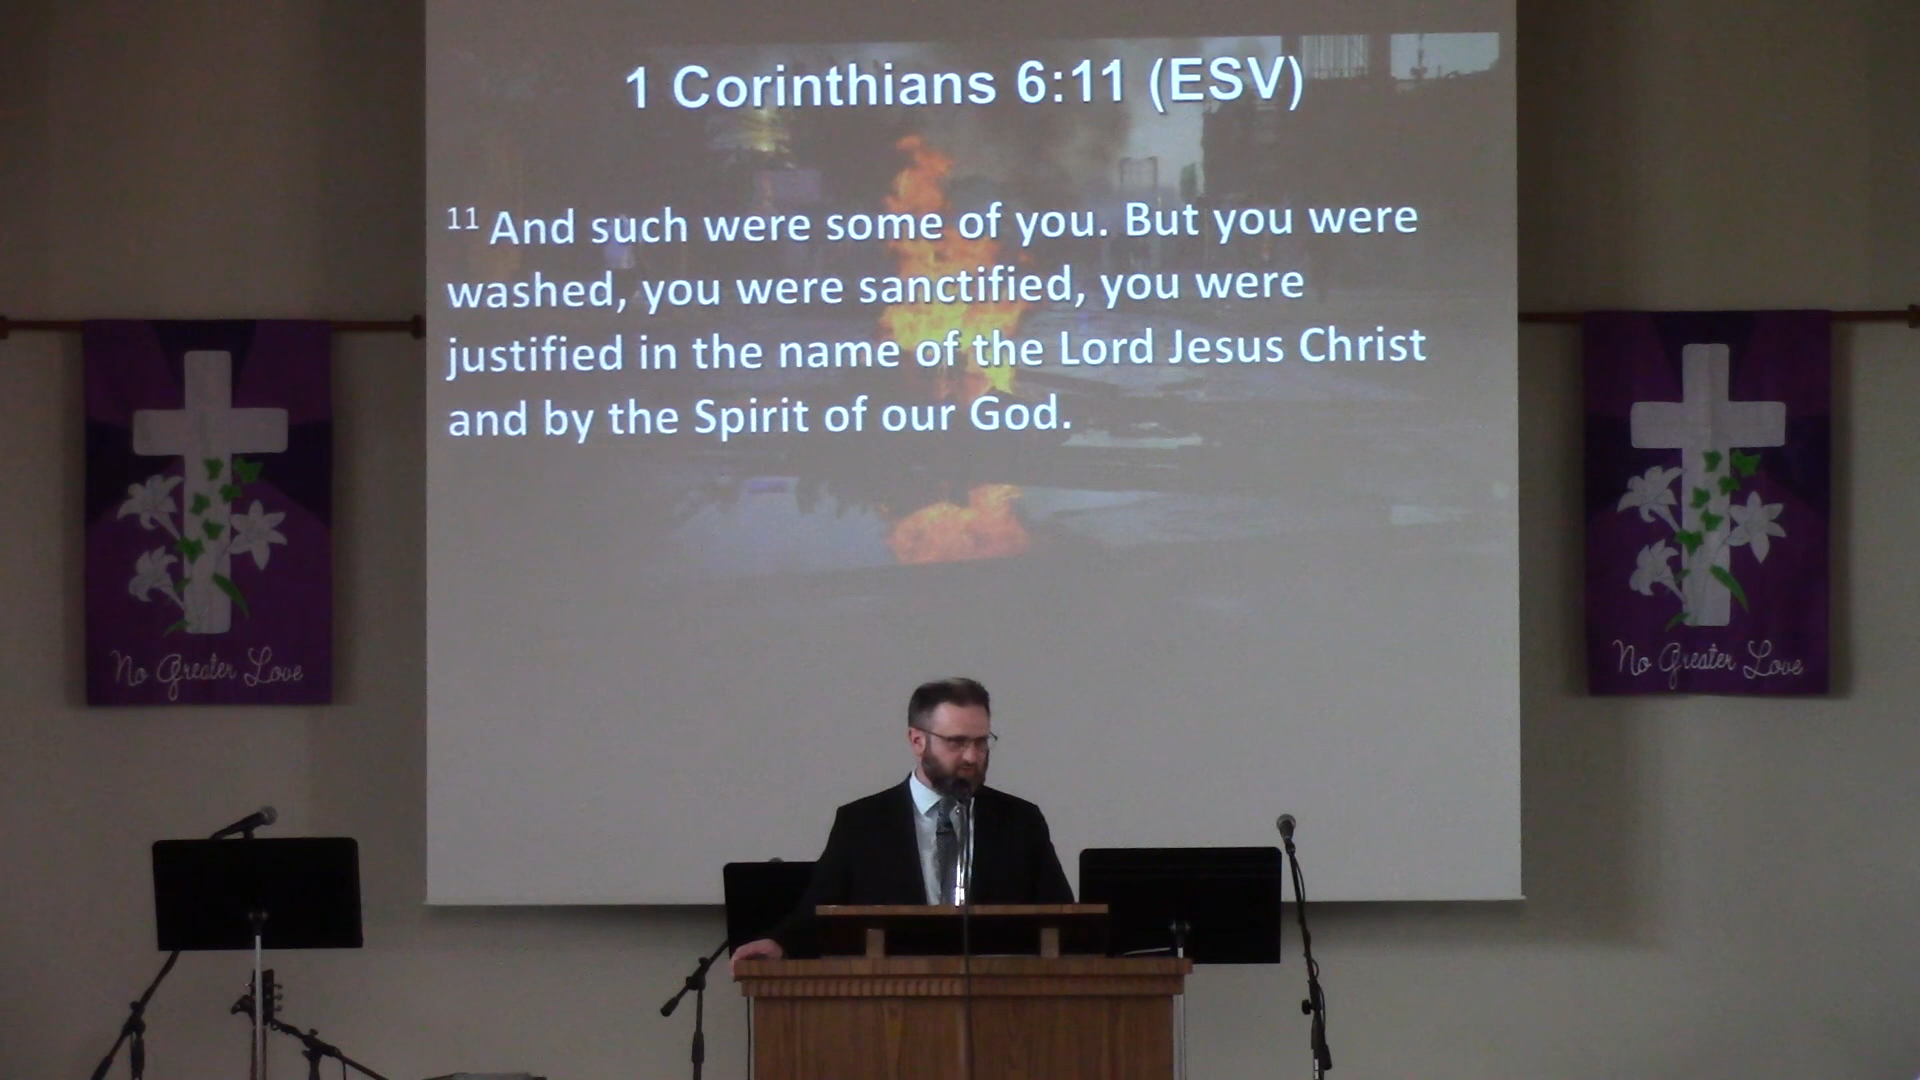 1 Corinthians 6:11 (ESV)
11 And such were some of you. But you were
washed, you were sanctified, you were
justified in the name of the Lord Jesus Christ
and by the Spirit of our God.
No Greater Love
No Greater Love